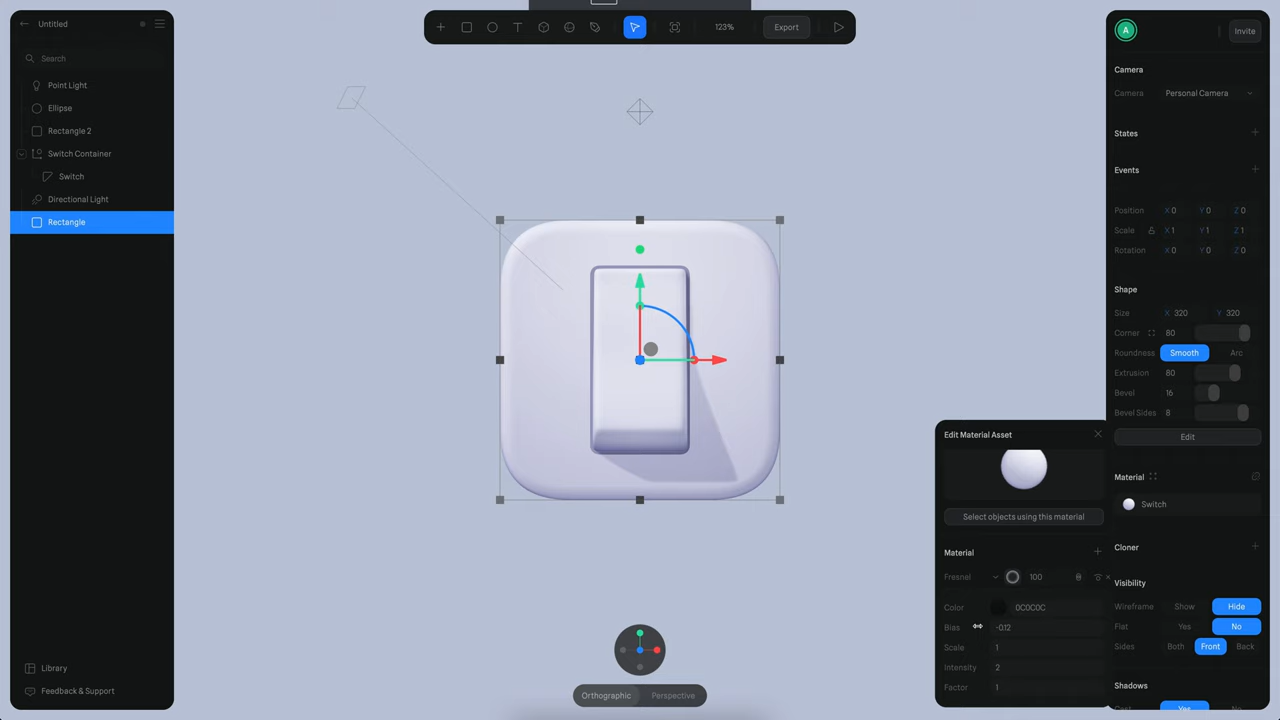 Untitled
Search
Point Light
Ellipse
Rectangle 2
Switch Container
Switch
Directional Light
Rectangle
Library
Feedback & Support
T
123%
Export
Orthographic
Perspective
A
Invite
Camera
Camera Personal Camera
States
Events
Position X 0 Y 0 Z 0
Scale X 1 Y 1 Z 1
Rotation X 0 Y 0 Z 0
Shape
Size X 320 Y 320
Corner 80
Roundness Smooth Arc
Extrusion 80
Bevel 16
Bevel Sides 8
Edit
Material
Switch
Cloner
Visibility
Wireframe Show Hide
Flat Yes No
Sides Both Front Back
Shadows
Cast Yes No
Edit Material Asset
Select objects using this material
Material
Fresnel 100
Color 0C0C0C
Bias -0.12
Scale 1
Intensity 2
Factor 1